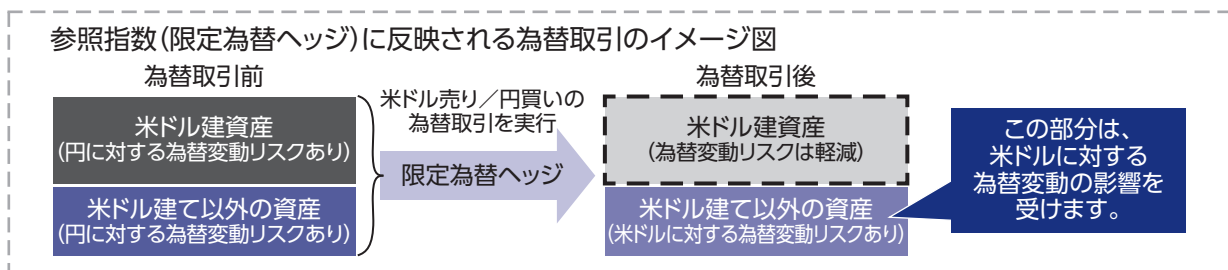 参照指数(限定為替ヘッジ)に反映される為替取引のイメージ図
為替取引前
米ドル建資産
(円に対する為替変動リスクあり)
米ドル建て以外の資産
(円に対する為替変動リスクあり)
米ドル売り／円買いの
為替取引を実行
限定為替ヘッジ
為替取引後
米ドル建資産
(為替変動リスクは軽減)
米ドル建て以外の資産
(米ドルに対する為替変動リスクあり)
この部分は、
米ドルに対する
為替変動の影響を
受けます。